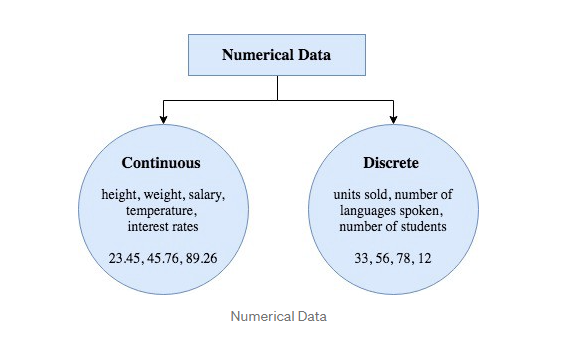 Numerical Data
Continuous
height, weight, salary,
temperature,
interest rates
23.45, 45.76, 89.26
Discrete
units sold, number of
languages spoken,
number of students
33, 56, 78, 12
Numerical Data